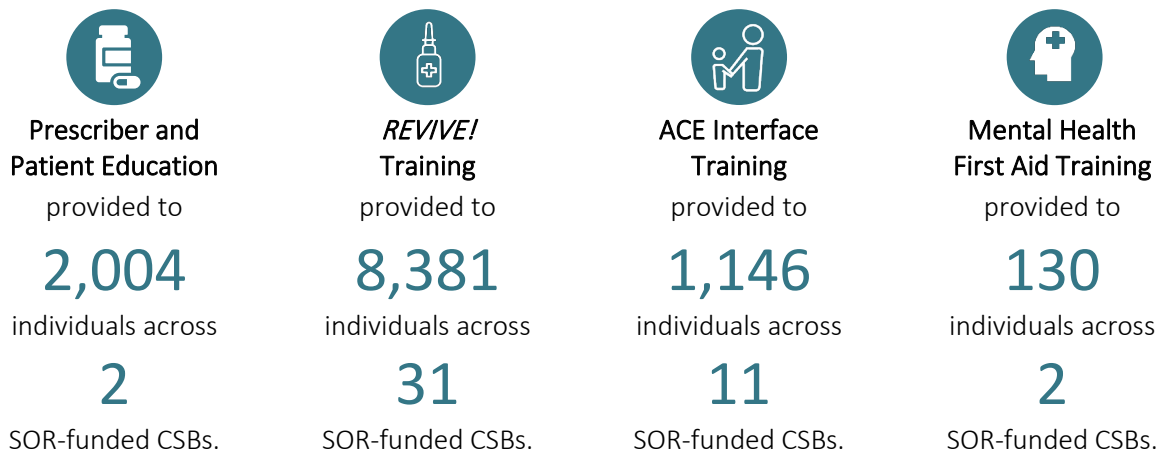 Prescriber and
Patient Education
provided to
2,004
individuals across
2
SOR-funded CSBs.
REVIVE!
Training
provided to
8,381
individuals across
31
SOR-funded CSBs.
ACE Interface
Training
provided to
1,146
individuals across
11
SOR-funded CSBs.
Mental Health
First Aid Training
provided to
130
individuals across
2
SOR-funded CSBs.